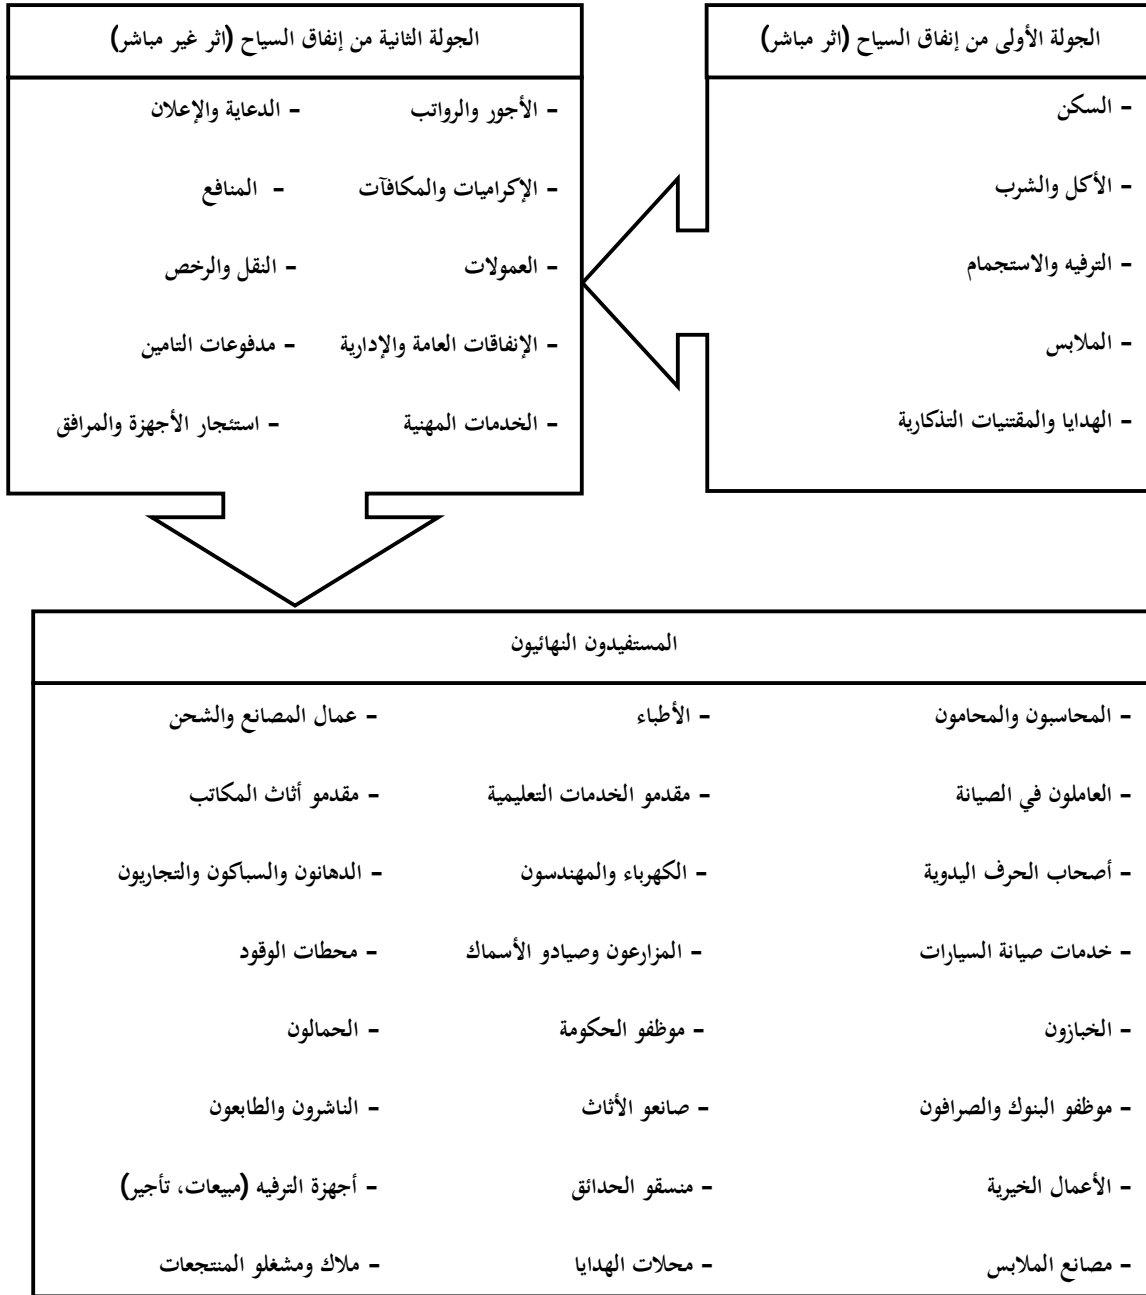 الجولة الأولى من إنفاق السياح (اثر مباشر)
- السكن
- الأكل والشرب
- الترفيه والاستجمام
- الملابس
- الهدايا والمقتنيات التذكارية
الجولة الثانية من إنفاق السياح (اثر غير مباشر)
- الأجور والرواتب - الدعاية والإعلان
- الإكراميات والمكافآت - المنافع
- العمولات - النقل والرخص
- الإنفاقات العامة والإدارية - مدفوعات التامين
- الخدمات المهنية - استئجار الأجهزة والمرافق
المستفيدون النهائيون
- المحاسبون والمحامون - الأطباء - عمال المصانع والشحن
- العاملون في الصيانة - مقدمو الخدمات التعليمية - مقدمو أثاث المكاتب
- أصحاب الحرف اليدوية - الكهرباء والمهندسون - الدهانون والسباكون والتجاريون
- خدمات صيانة السيارات - المزارعون وصيادو الأسماك - محطات الوقود
- الخبازون - موظفو الحكومة - الحمالون
- موظفو البنوك والصرافون - صانعو الأثاث - الناشرون والطابعون
- الأعمال الخيرية - منسقو الحدائق - أجهزة الترفيه (مبيعات، تأجير)
- مصانع الملابس - محلات الهدايا - ملاك ومشغلو المنتجعات